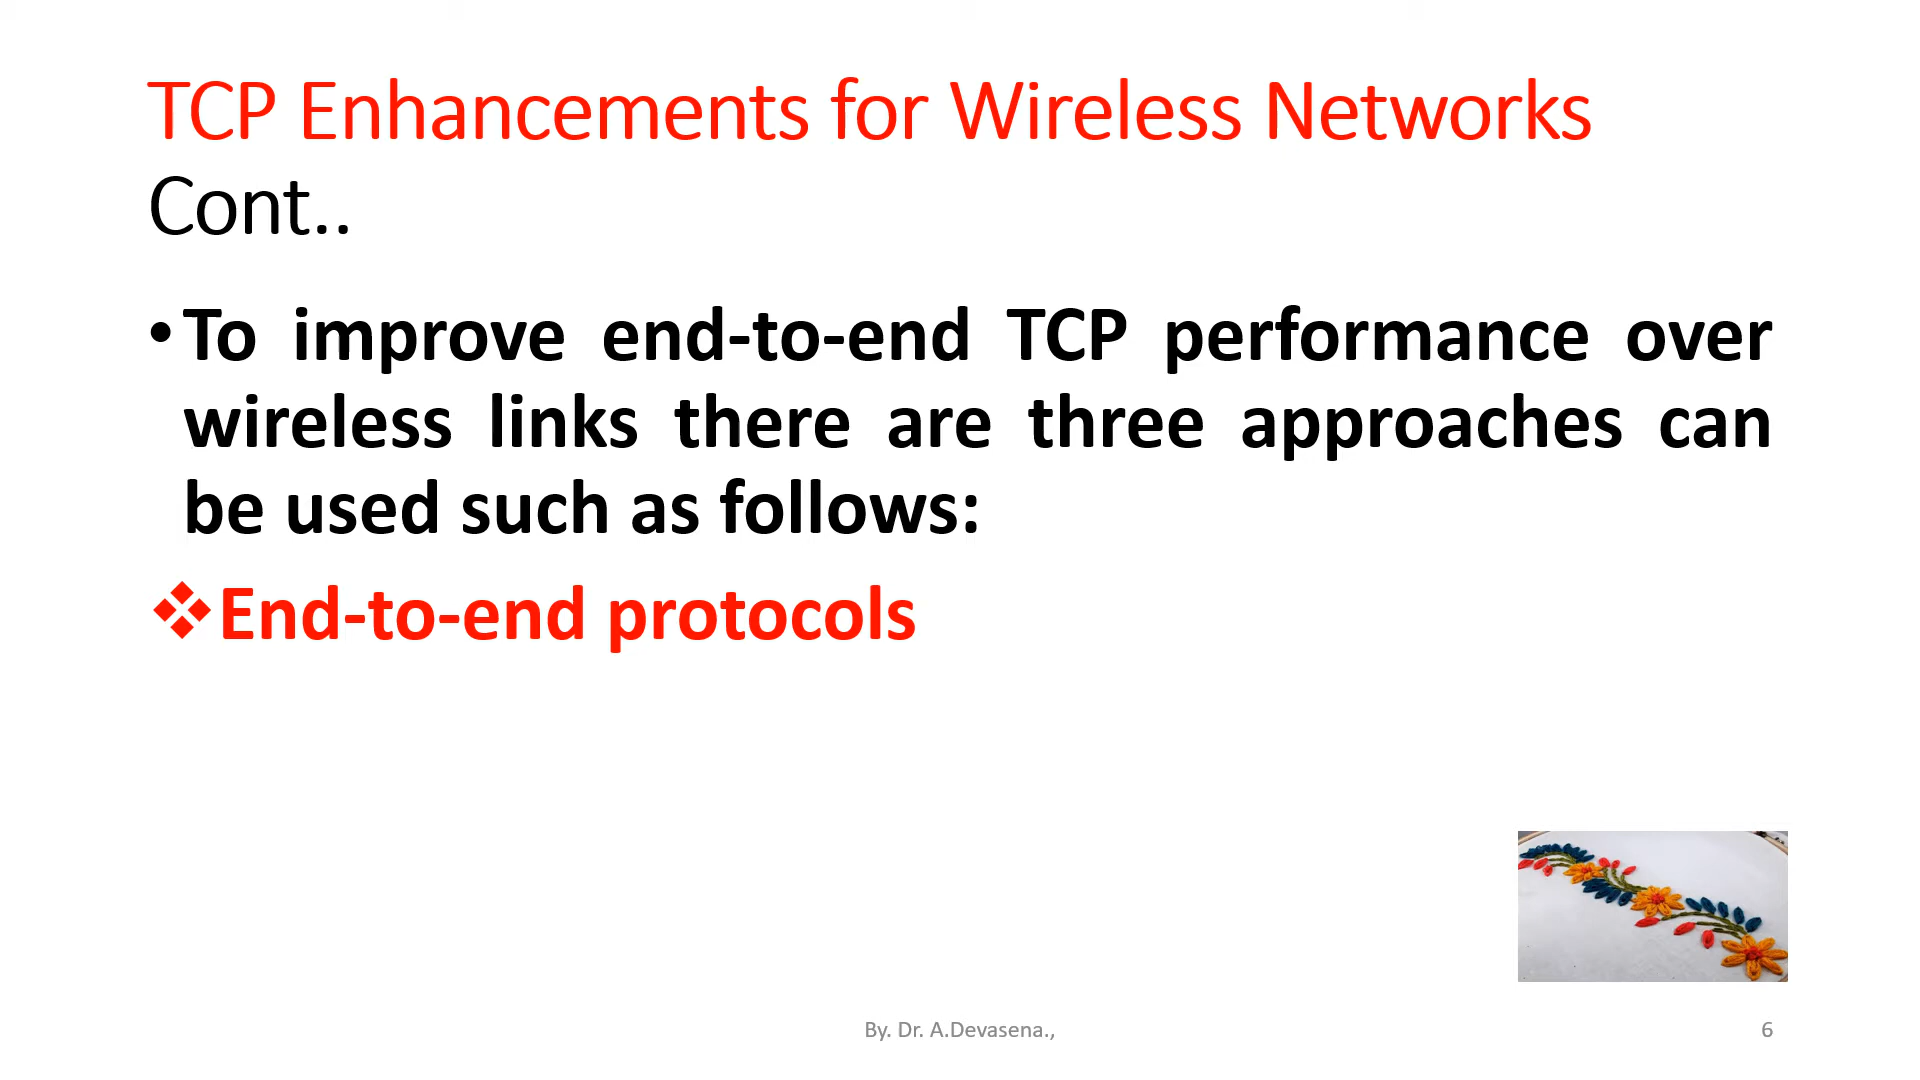 TCP Enhancements for Wireless Networks
Cont..
•To improve end-to-end TCP performance over
wireless links there are three approaches can
be used such as follows:
❖End-to-end protocols
By. Dr. A.Devasena.,
6